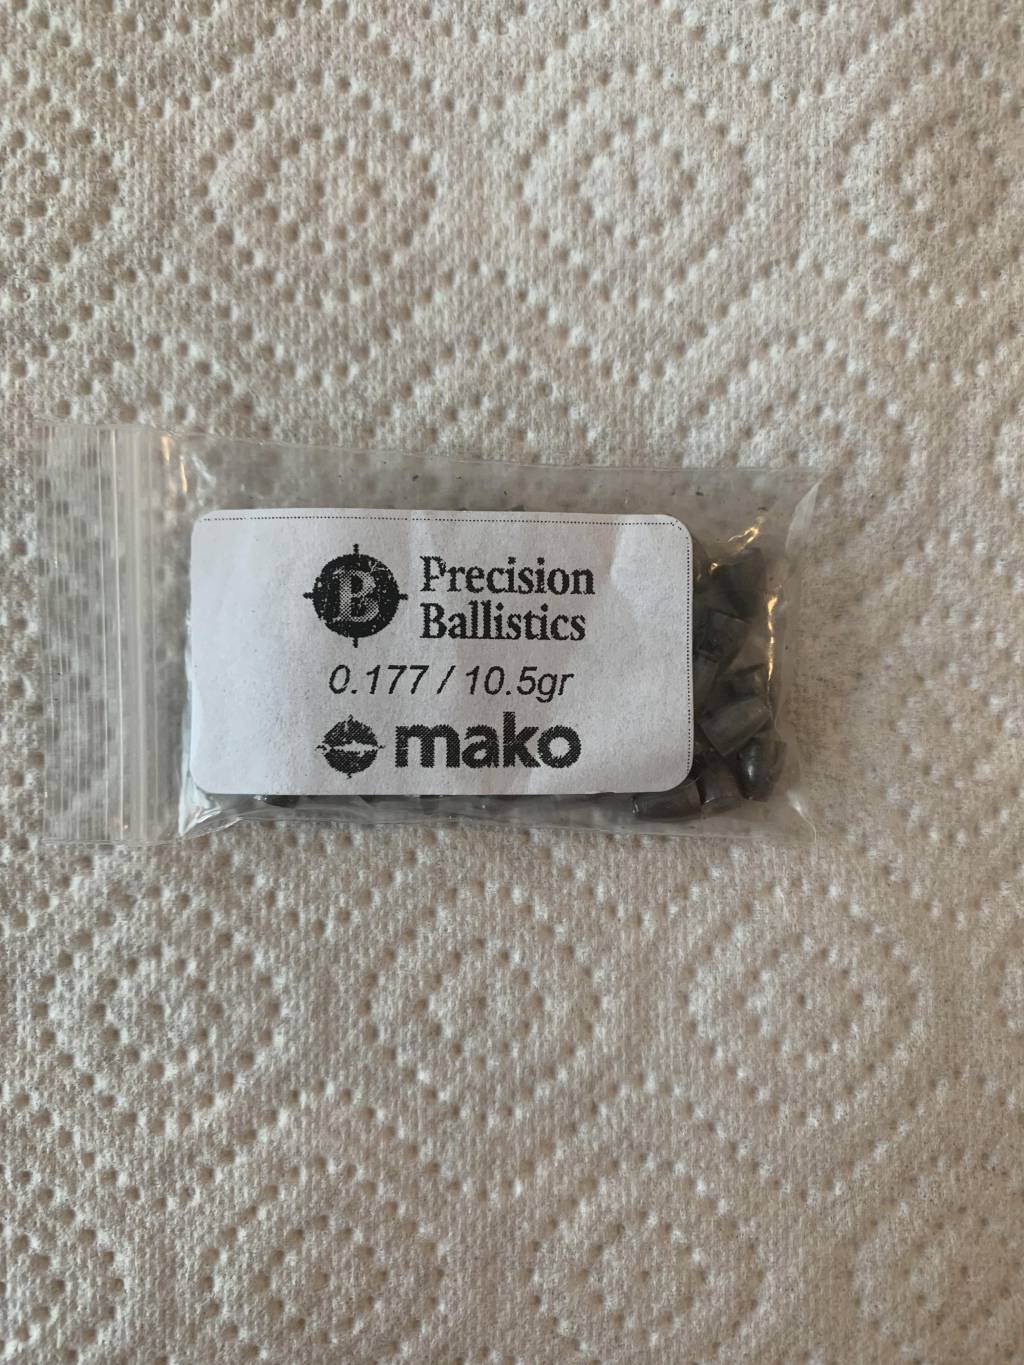 B
Precision
Ballistics
0.177 / 10.5gr
mako